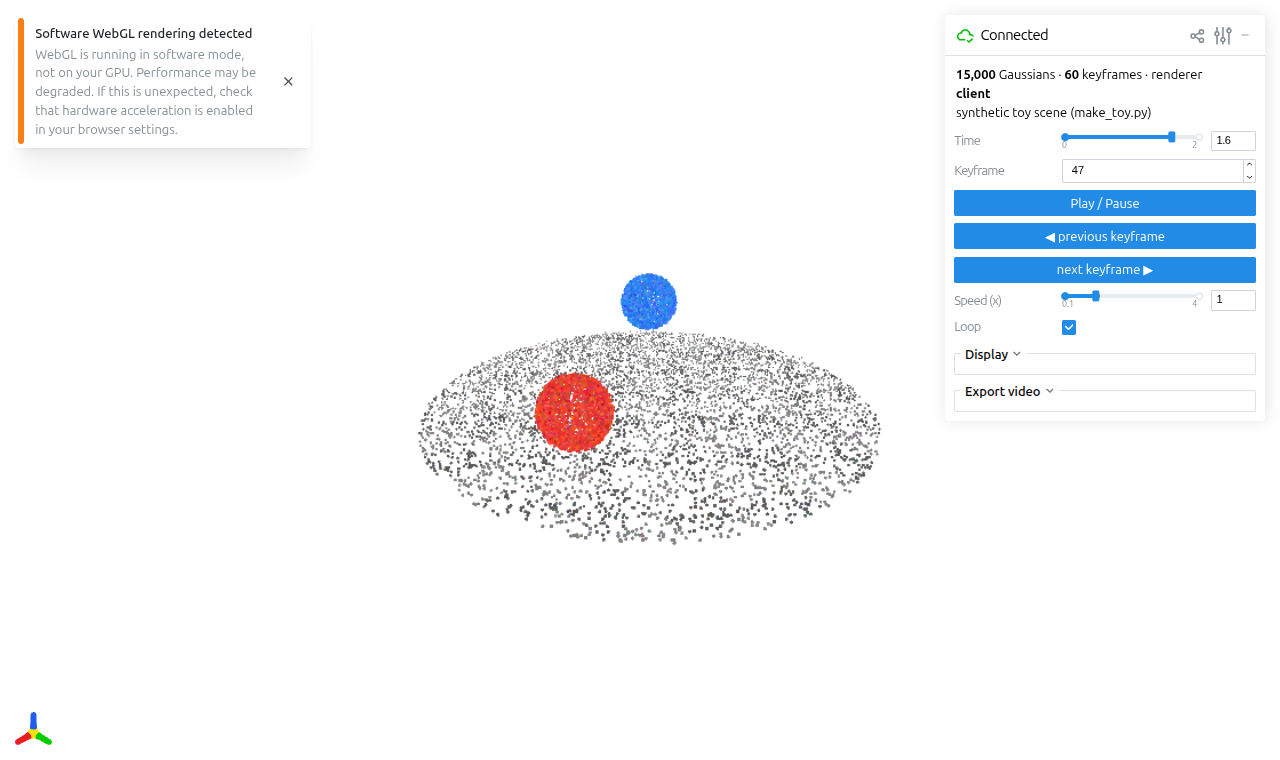 Software WebGL rendering detected
WebGL is running in software mode,
not on your GPU. Performance may be
degraded. If this is unexpected, check
that hardware acceleration is enabled
in your browser settings.
Connected
15,000 Gaussians · 60 keyframes · renderer
client
synthetic toy scene (make_toy.py)
Time 0 2 1.6
Keyframe 47
Play / Pause
◀ previous keyframe
next keyframe ▶
Speed (x) 0.1 4 1
Loop
Display
Export video